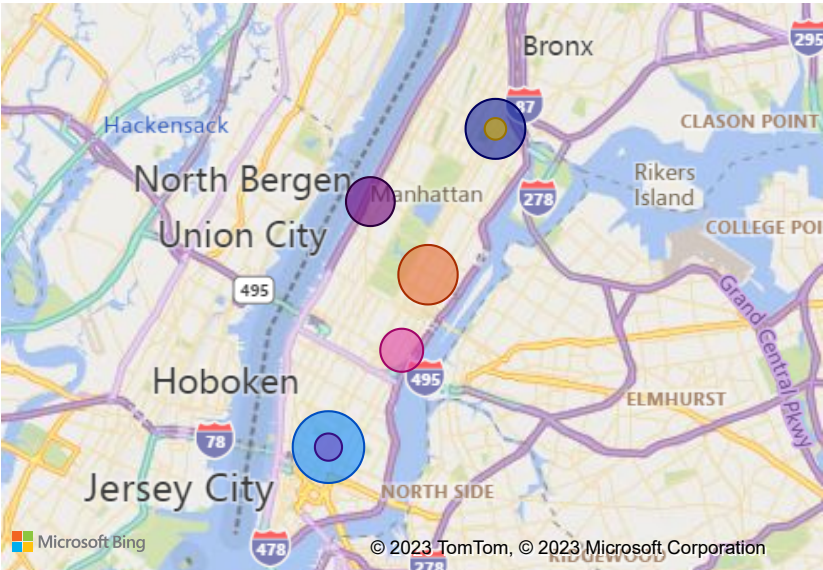 Bronx
295
87
Hackensack
CLASON POINT
North Bergen
Manhattan
Rikers
Island
278
Union City
COLLEGE POI
495
Grand Central Pkwy
Hoboken
495
ELMHURST
78
Jersey City
NORTH SIDE
Microsoft Bing
478
© 2023 TomTom, © 2023 Microsoft Corporation
RIDGEWOOD
278